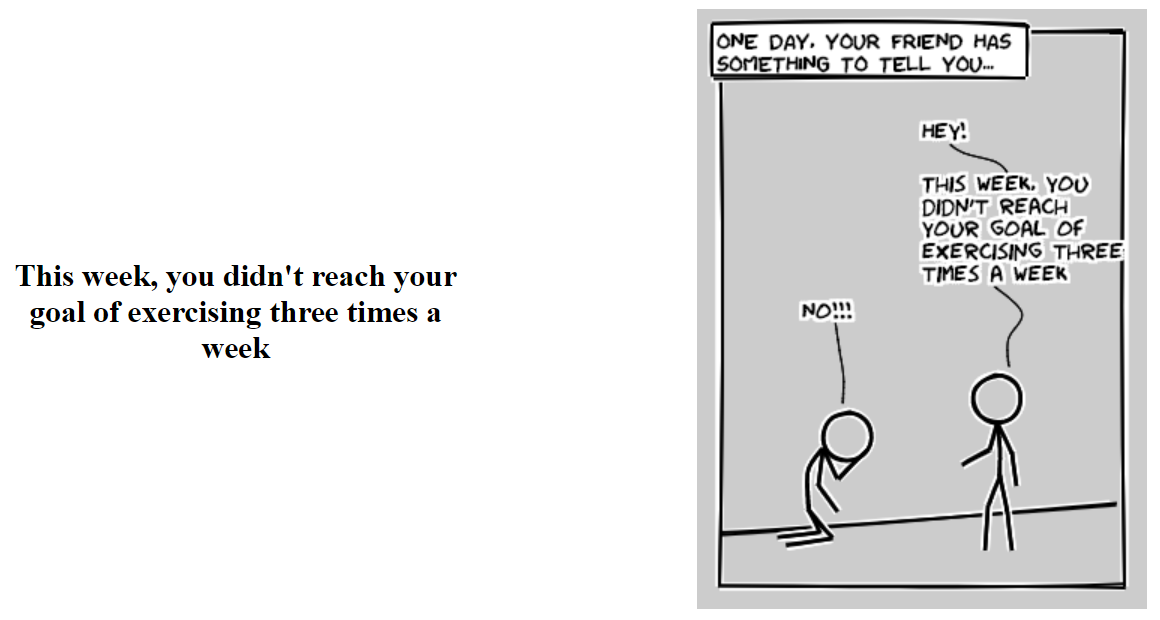 This week, you didn't reach your
goal of exercising three times a
week
ONE DAY, YOUR FRIEND HAS
SOMETHING TO TELL YOU...
HEY!
THIS WEEK, YOU
DIDN'T REACH
YOUR GOAL OF
EXERCISING THREE
TIMES A WEEK
NO!!!